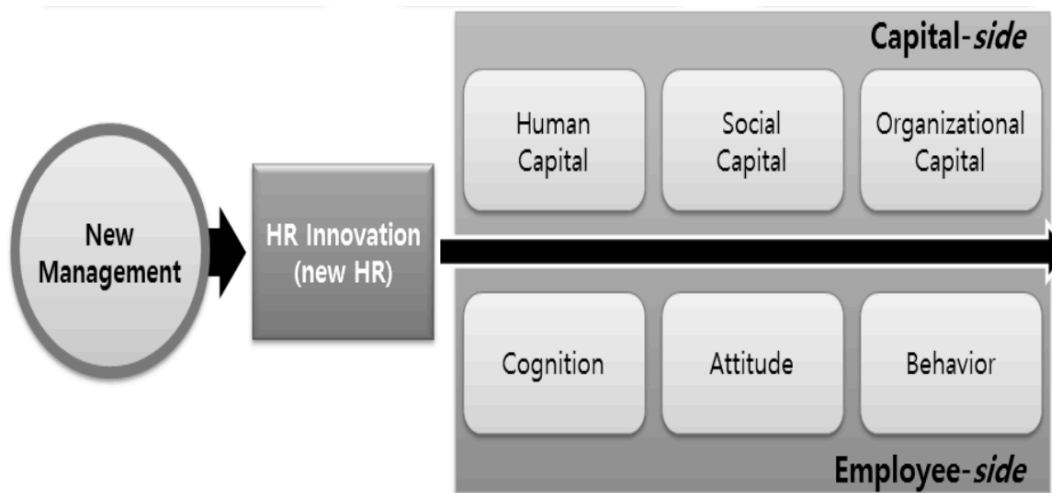 New
Management
HR Innovation
(new HR)
Capital-side
Human
Capital
Social
Capital
Organizational
Capital
Cognition
Attitude
Behavior
Employee-side